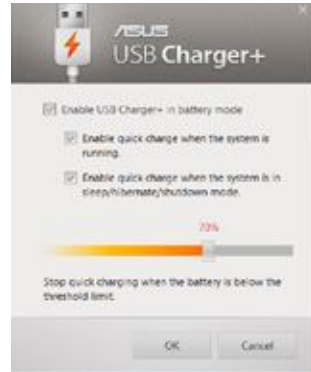 ASUS
USB Charger+
Enable USB Charger+ in battery mode
Enable quick charge when the system is
running.
Enable quick charge when the system is in
sleep/hibernate/shutdown mode.
70%
Stop quick charging when the battery is below the
threshold limit.
OK
Cancel